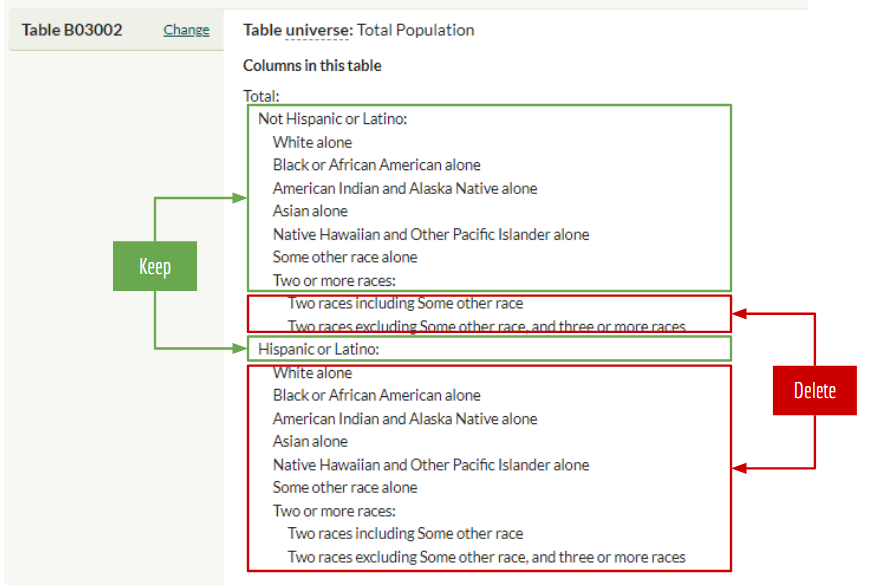 Table B03002 Change Table universe: Total Population
Columns in this table
Total:
Not Hispanic or Latino:
White alone
Black or African American alone
American Indian and Alaska Native alone
Asian alone
Native Hawaiian and Other Pacific Islander alone
Some other race alone
Keep
Two or more races:
Two races including Some other race
Two races excluding Some other race, and three or more races
Hispanic or Latino:
White alone
Delete
Black or African American alone
American Indian and Alaska Native alone
Asian alone
Native Hawaiian and Other Pacific Islander alone
Some other race alone
Two or more races:
Two races including Some other race
Two races excluding Some other race, and three or more races